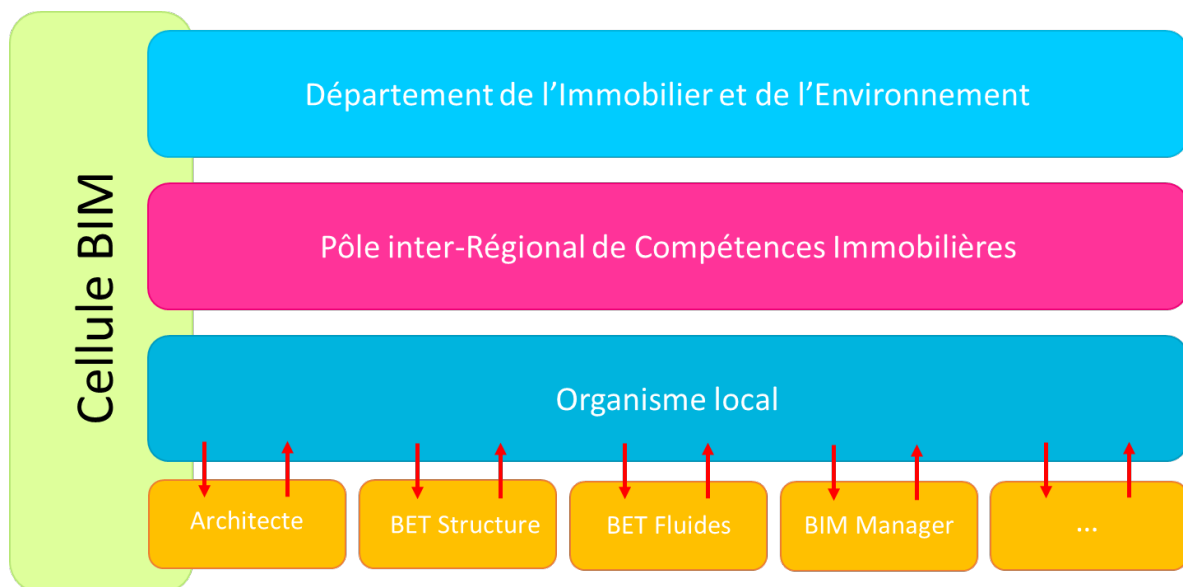 Cellule BIM
Département de l’Immobilier et de l’Environnement
Pôle inter-Régional de Compétences Immobilières
Organisme local
Architecte
BET Structure
BET Fluides
BIM Manager
...